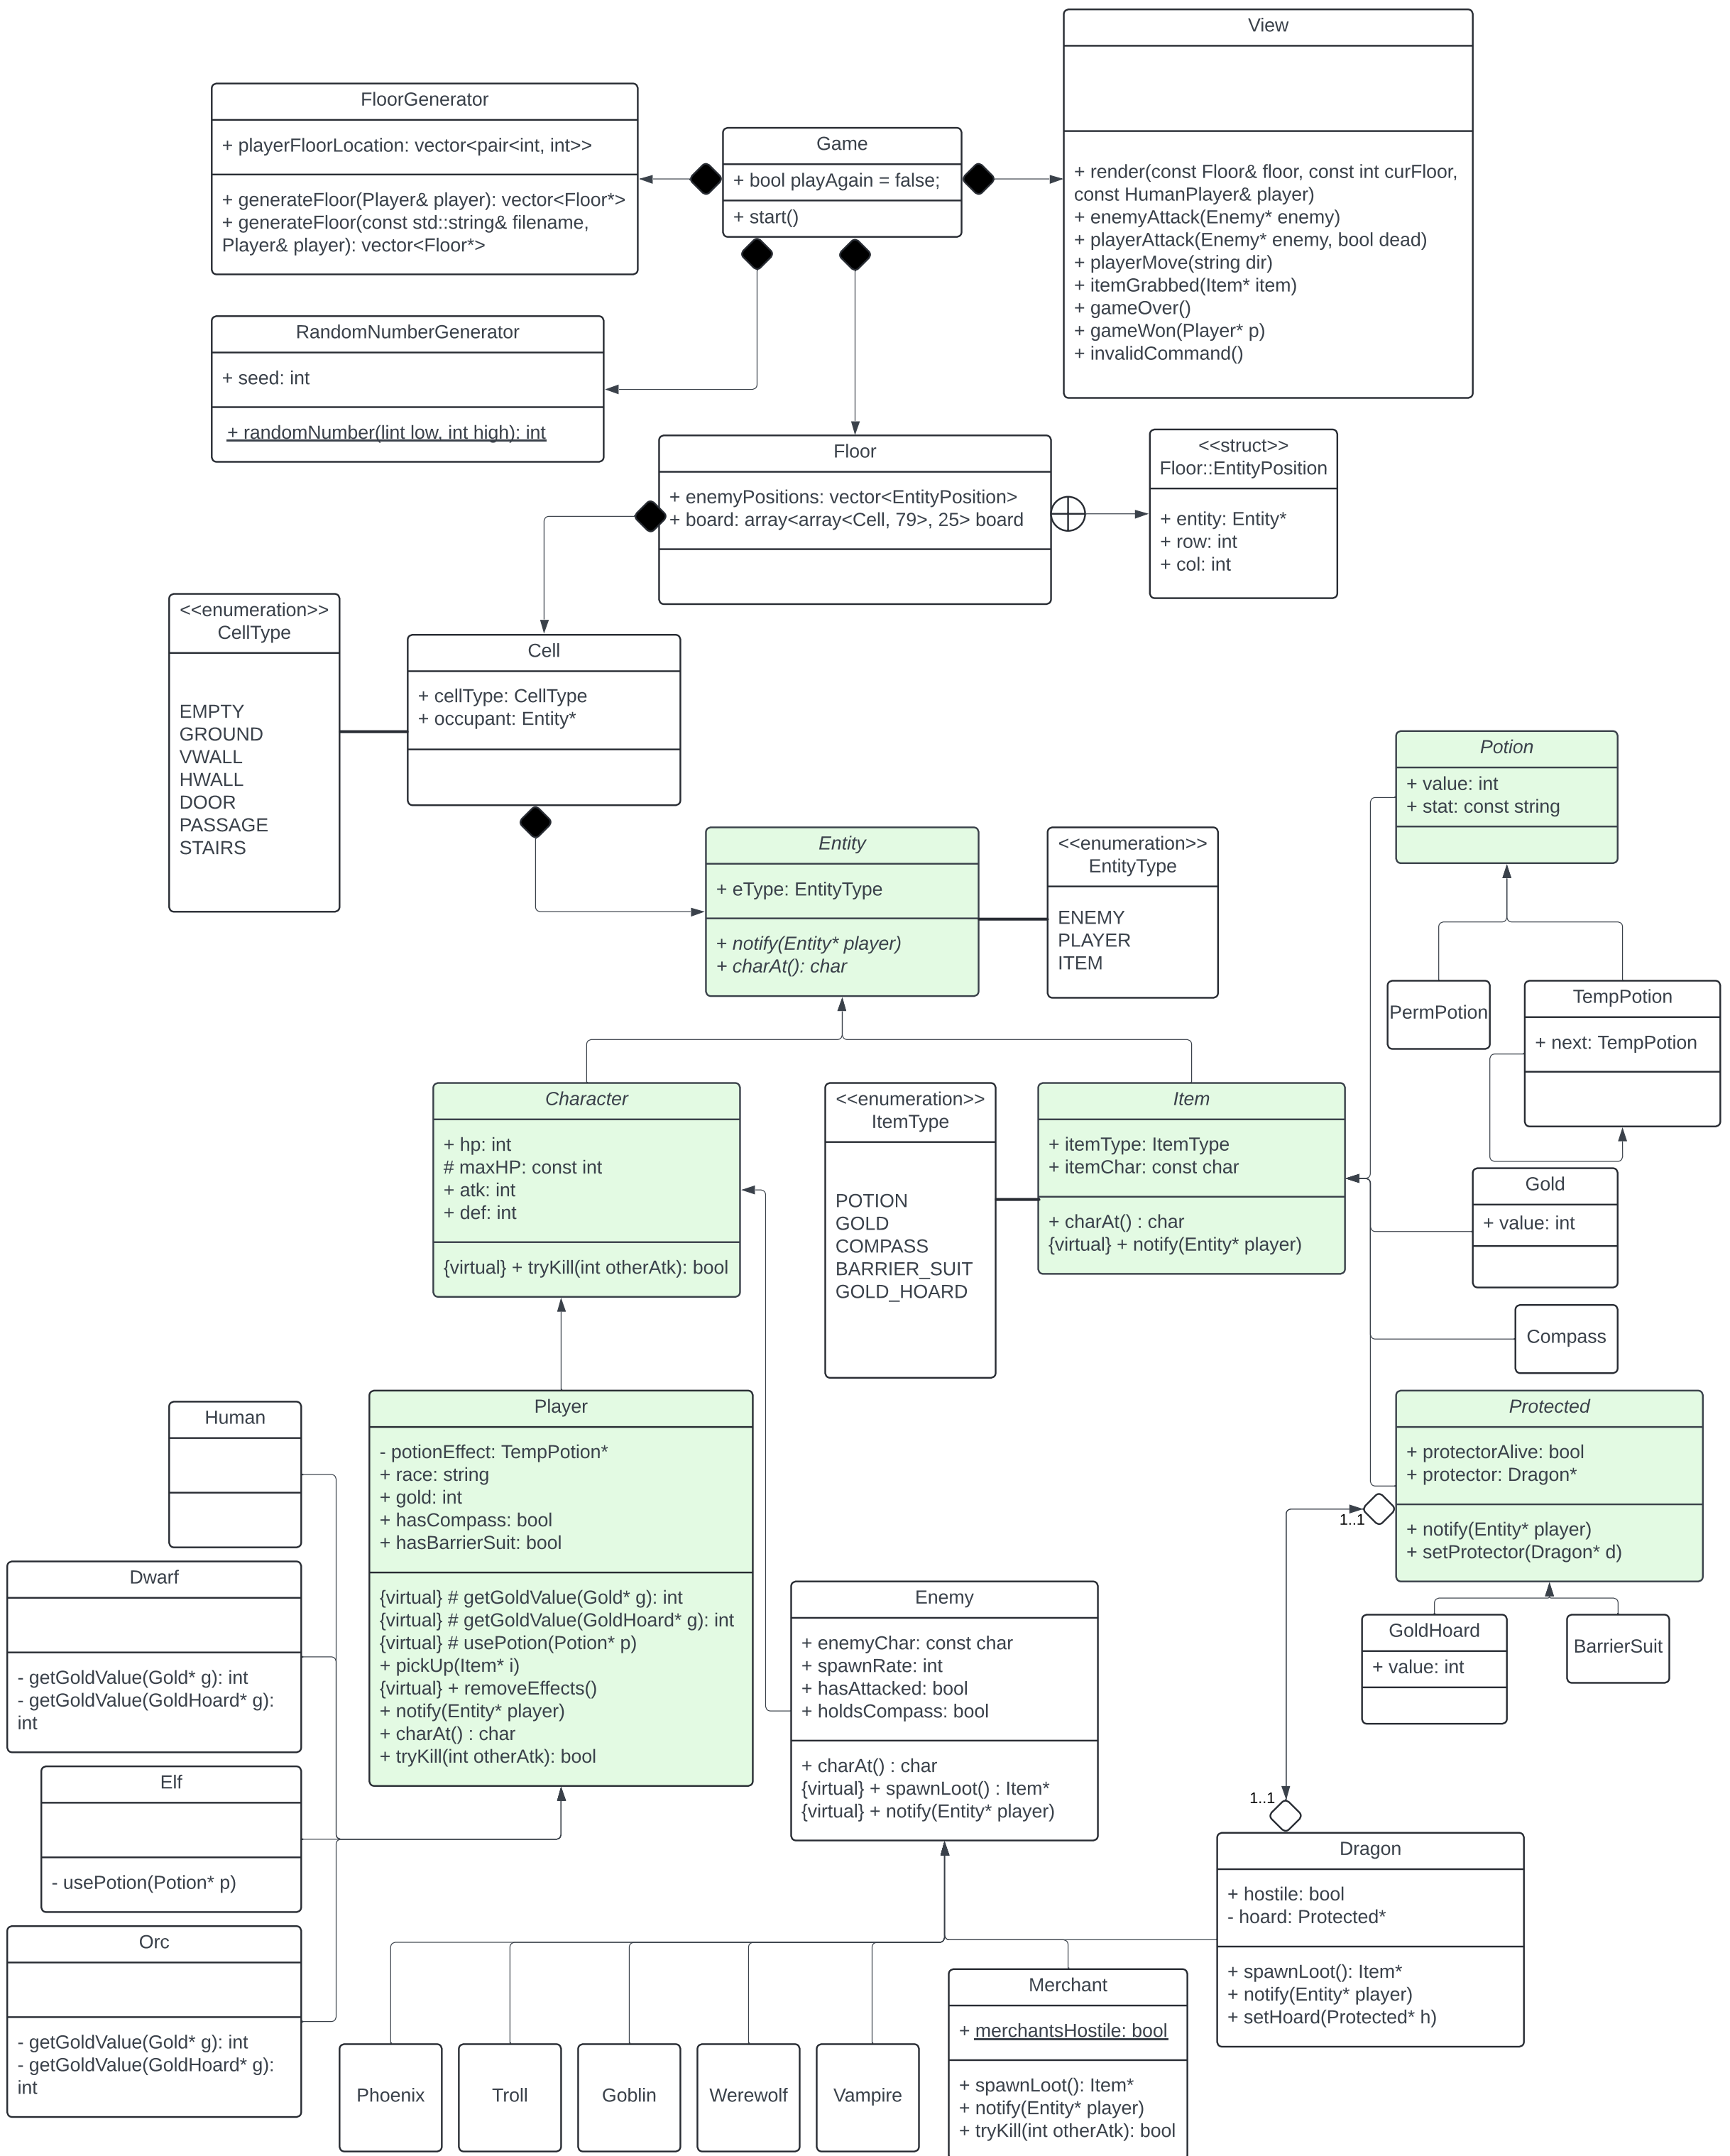 View
+ render(const Floor& floor, const int curFloor,
const HumanPlayer& player)
+ enemyAttack(Enemy* enemy)
+ playerAttack(Enemy* enemy, bool dead)
+ playerMove(string dir)
+ itemGrabbed(Item* item)
+ gameOver()
+ gameWon(Player* p)
+ invalidCommand()
FloorGenerator
+ playerFloorLocation: vector<pair<int, int>>
+ generateFloor(Player& player): vector<Floor*>
+ generateFloor(const std::string& filename,
Player& player): vector<Floor*>
Game
+ bool playAgain = false;
+ start()
RandomNumberGenerator
+ seed: int
+ randomNumber(lint low, int high): int
Floor
+ enemyPositions: vector<EntityPosition>
+ board: array<array<Cell, 79>, 25> board
<<struct>>
Floor::EntityPosition
+ entity: Entity*
+ row: int
+ col: int
<<enumeration>>
CellType
EMPTY
GROUND
VWALL
HWALL
DOOR
PASSAGE
STAIRS
Cell
+ cellType: CellType
+ occupant: Entity*
Potion
+ value: int
+ stat: const string
Entity
+ eType: EntityType
+ notify(Entity* player)
+ charAt(): char
<<enumeration>>
EntityType
ENEMY
PLAYER
ITEM
PermPotion
TempPotion
+ next: TempPotion
Character
+ hp: int
# maxHP: const int
+ atk: int
+ def: int
{virtual} + tryKill(int otherAtk): bool
<<enumeration>>
ItemType
POTION
GOLD
COMPASS
BARRIER_SUIT
GOLD_HOARD
Item
+ itemType: ItemType
+ itemChar: const char
+ charAt() : char
{virtual} + notify(Entity* player)
Gold
+ value: int
Compass
Player
- potionEffect: TempPotion*
+ race: string
+ gold: int
+ hasCompass: bool
+ hasBarrierSuit: bool
{virtual} # getGoldValue(Gold* g): int
{virtual} # getGoldValue(GoldHoard* g): int
{virtual} # usePotion(Potion* p)
+ pickUp(Item* i)
{virtual} + removeEffects()
+ notify(Entity* player)
+ charAt() : char
+ tryKill(int otherAtk): bool
Protected
+ protectorAlive: bool
+ protector: Dragon*
+ notify(Entity* player)
+ setProtector(Dragon* d)
1..1
Human
Dwarf
- getGoldValue(Gold* g): int
- getGoldValue(GoldHoard* g):
int
Elf
- usePotion(Potion* p)
Orc
- getGoldValue(Gold* g): int
- getGoldValue(GoldHoard* g):
int
Enemy
+ enemyChar: const char
+ spawnRate: int
+ hasAttacked: bool
+ holdsCompass: bool
+ charAt() : char
{virtual} + spawnLoot() : Item*
{virtual} + notify(Entity* player)
GoldHoard
+ value: int
BarrierSuit
1..1
Dragon
+ hostile: bool
- hoard: Protected*
+ spawnLoot(): Item*
+ notify(Entity* player)
+ setHoard(Protected* h)
Phoenix
Troll
Goblin
Werewolf
Vampire
Merchant
+ merchantsHostile: bool
+ spawnLoot(): Item*
+ notify(Entity* player)
+ tryKill(int otherAtk): bool